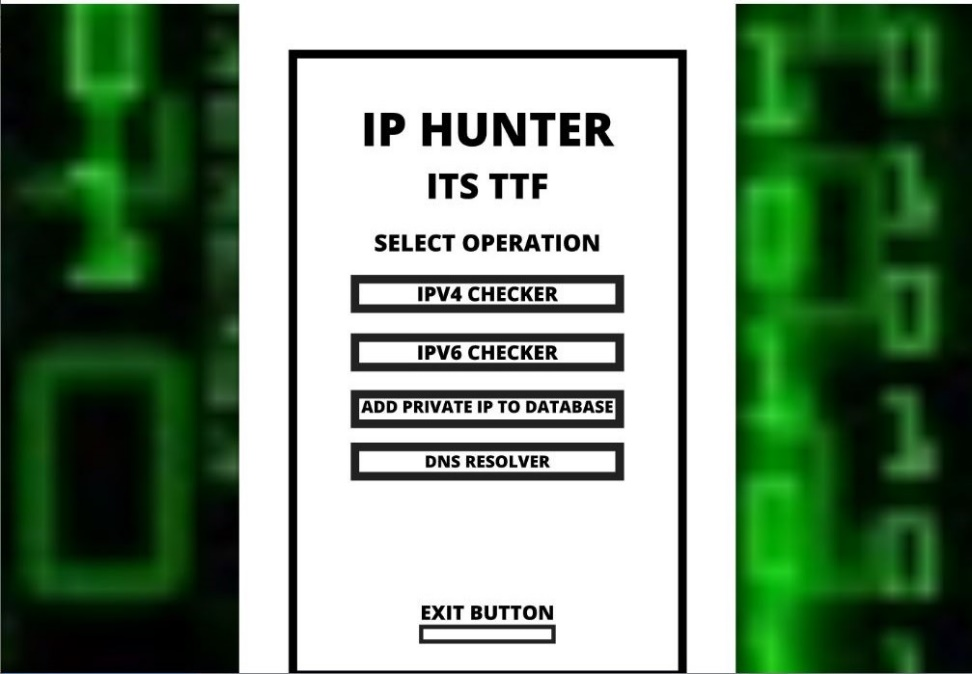 IP HUNTER
ITS TTF
SELECT OPERATION
IPV4 CHECKER
IPV6 CHECKER
ADD PRIVATE IP TO DATABASE
DNS RESOLVER
EXIT BUTTON